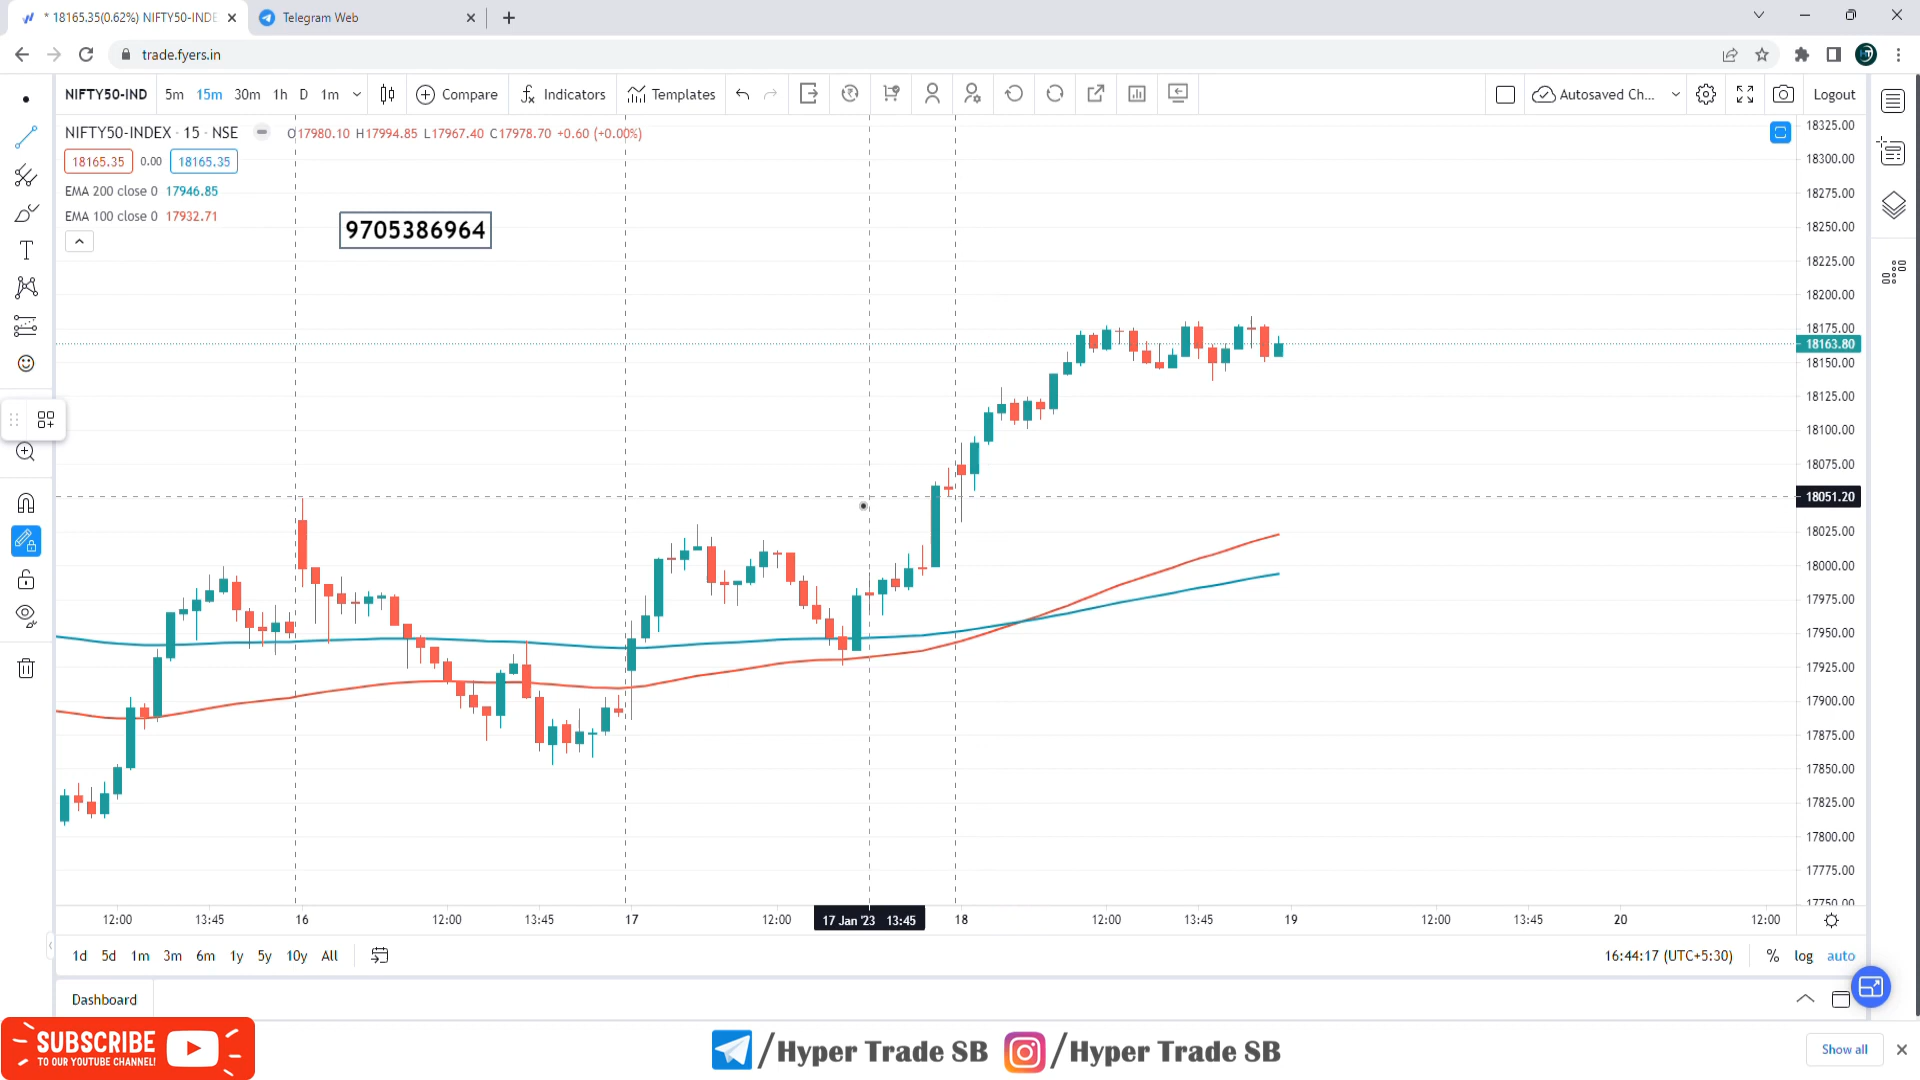 * 18165.35(0.62%) NIFTY50-INDE
Telegram Web
trade.fyers.in
NIFTY50-IND 5m 15m 30m 1h D 1m Compare Indicators Templates Autosaved Ch... Logout
NIFTY50-INDEX · 15 · NSE O17980.10 H17994.85 L17967.40 C17978.70 +0.60 (+0.00%)
18165.35 0.00 18165.35
EMA 200 close 0 17946.85
EMA 100 close 0 17932.71
9705386964
18325.00
18300.00
18275.00
18250.00
18225.00
18200.00
18175.00
18163.80
18150.00
18125.00
18100.00
18075.00
18051.20
18025.00
18000.00
17975.00
17950.00
17925.00
17900.00
17875.00
17850.00
17825.00
17800.00
17775.00
17750.00
12:00 13:45 16 12:00 13:45 17 12:00 17 Jan '23 13:45 18 12:00 13:45 19 12:00 13:45 20 12:00
1d 5d 1m 3m 6m 1y 5y 10y All 16:44:17 (UTC+5:30) % log auto
Dashboard
SUBSCRIBE
TO OUR YOUTUBE CHANNEL!
/Hyper Trade SB /Hyper Trade SB
Show all